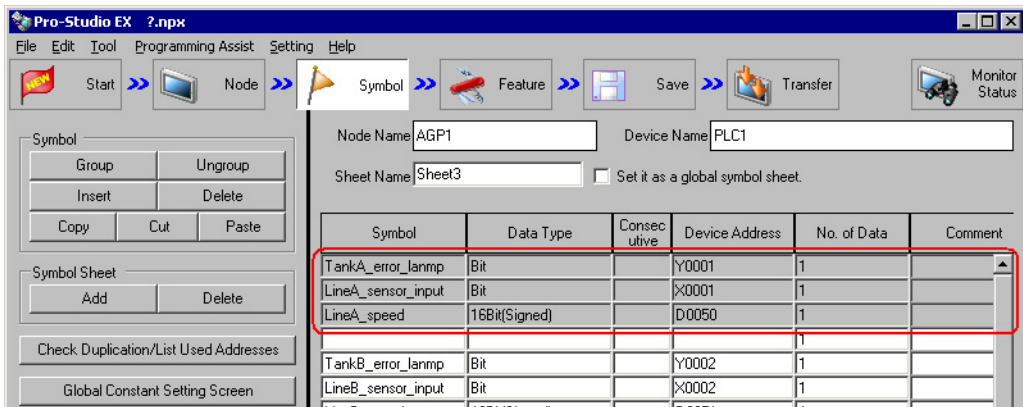 Pro-Studio EX ?.npx
File Edit Tool Programming Assist Setting Help
NEW Start Node Symbol Feature Save Transfer Monitor Status
Symbol
Group Ungroup
Insert Delete
Copy Cut Paste
Symbol Sheet
Add Delete
Check Duplication/List Used Addresses
Global Constant Setting Screen
Node Name AGP1 Device Name PLC1
Sheet Name Sheet3 Set it as a global symbol sheet.
Symbol Data Type Consecutive Device Address No. of Data Comment
TankA_error_lanmp Bit Y0001 1
LineA_sensor_input Bit X0001 1
LineA_speed 16Bit(Signed) D0050 1
1
TankB_error_lanmp Bit Y0002 1
LineB_sensor_input Bit X0002 1